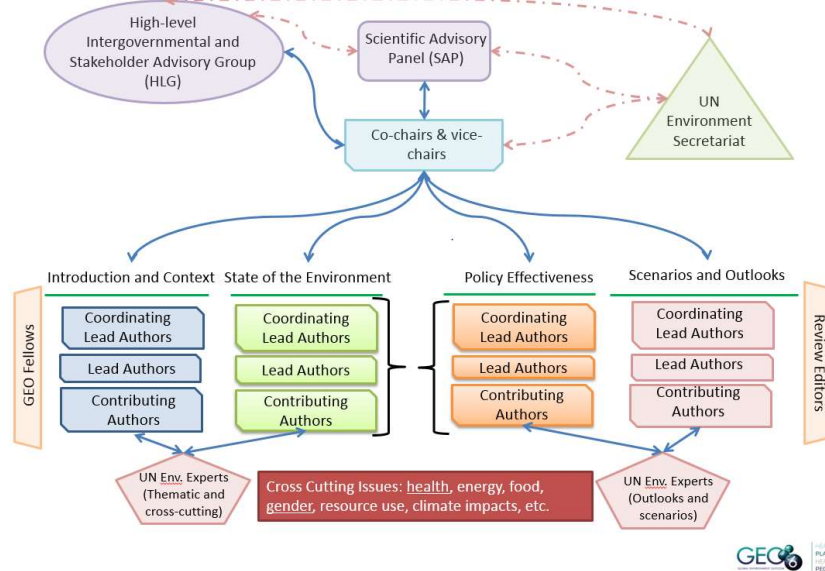 High-level
Intergovernmental and
Stakeholder Advisory Group
(HLG)
Scientific Advisory
Panel (SAP)
UN
Environment
Secretariat
Co-chairs & vice-
chairs
Introduction and Context
State of the Environment
Policy Effectiveness
Scenarios and Outlooks
GEO Fellows
Coordinating
Lead Authors
Lead Authors
Contributing
Authors
Coordinating
Lead Authors
Lead Authors
Contributing
Authors
Coordinating
Lead Authors
Lead Authors
Contributing
Authors
Coordinating
Lead Authors
Lead Authors
Contributing
Authors
Review Editors
UN Env. Experts
(Thematic and
cross-cutting)
Cross Cutting Issues: health, energy, food,
gender, resource use, climate impacts, etc.
UN Env. Experts
(Outlooks and
scenarios)
GEO